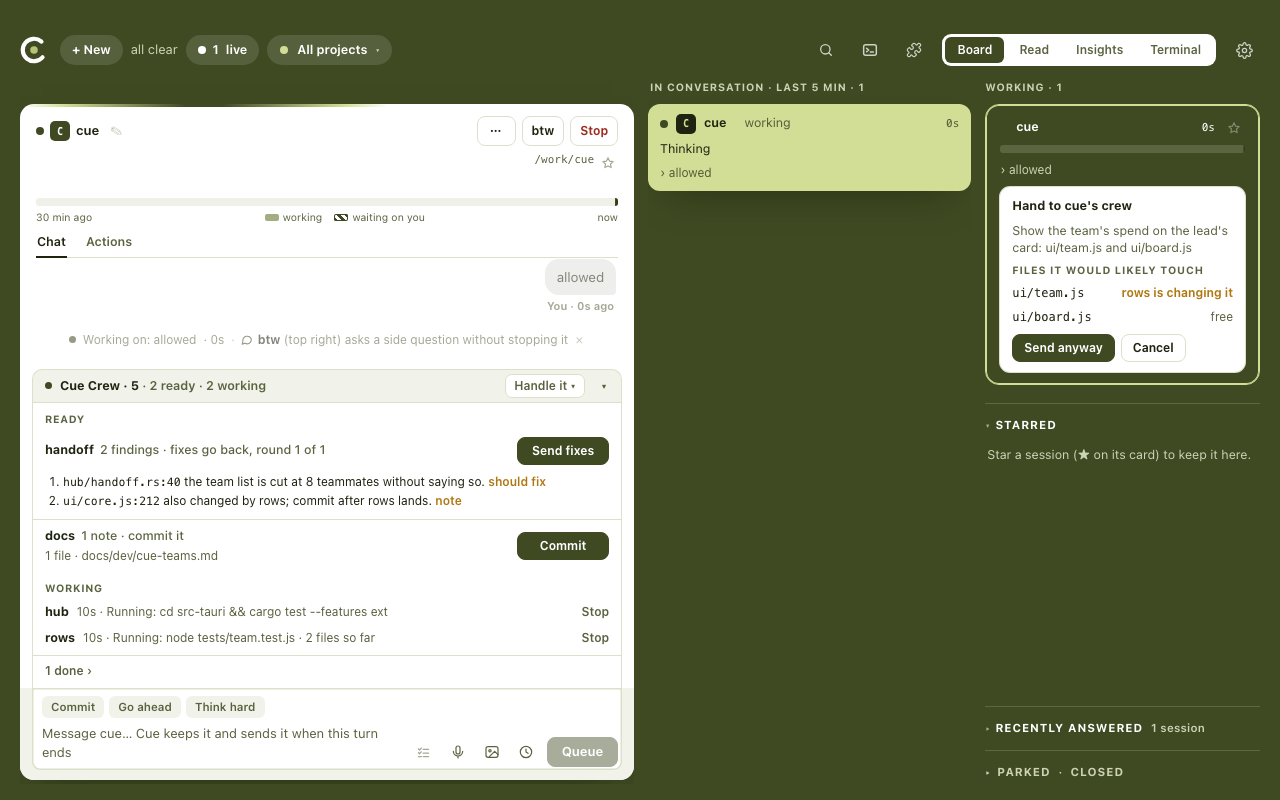 + New
all clear
1 live
All projects
Board
Read
Insights
Terminal
C
cue
···
btw
Stop
/work/cue
30 min ago
working
waiting on you
now
Chat
Actions
allowed
You · 0s ago
Working on: allowed · 0s · btw (top right) asks a side question without stopping it ×
Cue Crew · 5 · 2 ready · 2 working
Handle it
READY
handoff 2 findings · fixes go back, round 1 of 1
Send fixes
1. hub/handoff.rs:40 the team list is cut at 8 teammates without saying so. should fix
2. ui/core.js:212 also changed by rows; commit after rows lands. note
docs 1 note · commit it
1 file · docs/dev/cue-teams.md
Commit
WORKING
hub 10s · Running: cd src-tauri && cargo test --features ext
Stop
rows 10s · Running: node tests/team.test.js · 2 files so far
Stop
1 done ›
Commit
Go ahead
Think hard
Message cue… Cue keeps it and sends it when this turn
ends
Queue
IN CONVERSATION · LAST 5 MIN · 1
C
cue
working
0s
Thinking
› allowed
WORKING · 1
cue
0s
› allowed
Hand to cue's crew
Show the team's spend on the lead's
card: ui/team.js and ui/board.js
FILES IT WOULD LIKELY TOUCH
ui/team.js
rows is changing it
ui/board.js
free
Send anyway
Cancel
STARRED
Star a session (★ on its card) to keep it here.
RECENTLY ANSWERED 1 session
PARKED · CLOSED